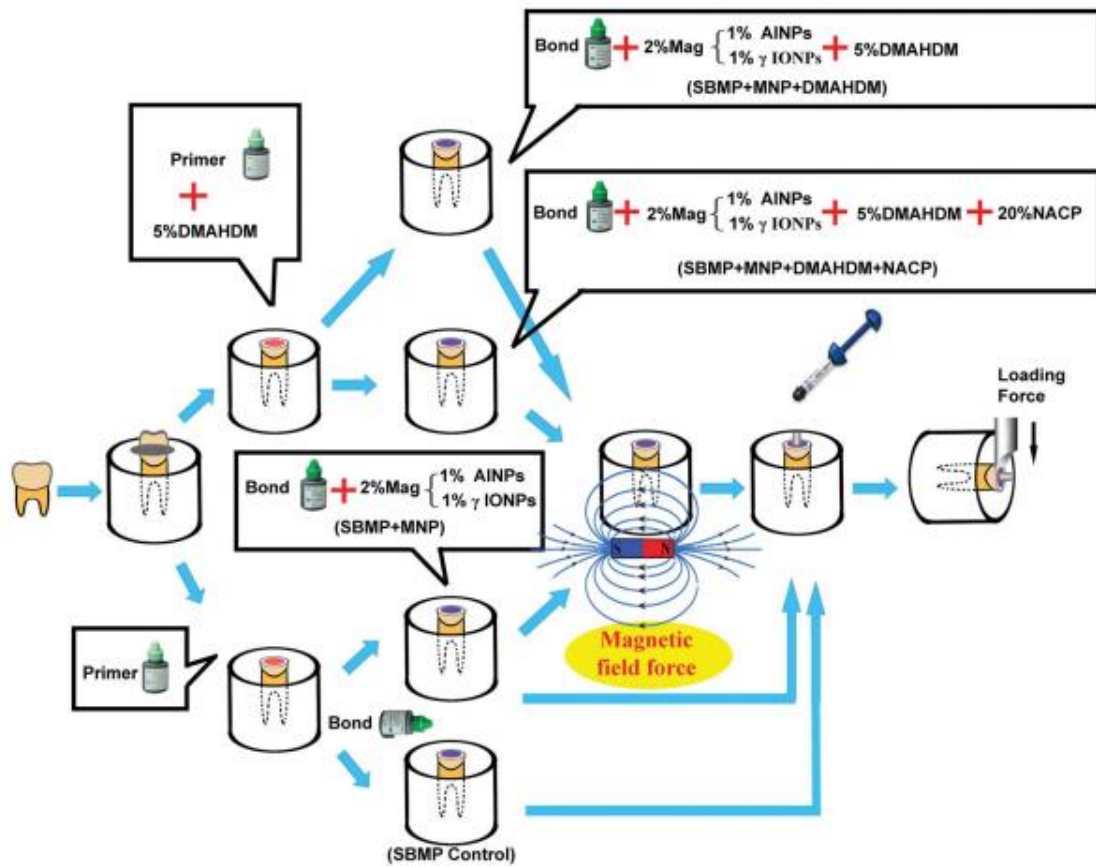 Bond + 2%Mag { 1% AINPs
1% γ IONPs + 5%DMAHDM
(SBMP+MNP+DMAHDM)
Primer
+
5%DMAHDM
Bond + 2%Mag { 1% AINPs
1% γ IONPs + 5%DMAHDM + 20%NACP
(SBMP+MNP+DMAHDM+NACP)
Loading
Force
Bond + 2%Mag { 1% AINPs
1% γ IONPs
(SBMP+MNP)
S N
Magnetic
field force
Primer
Bond
(SBMP Control)